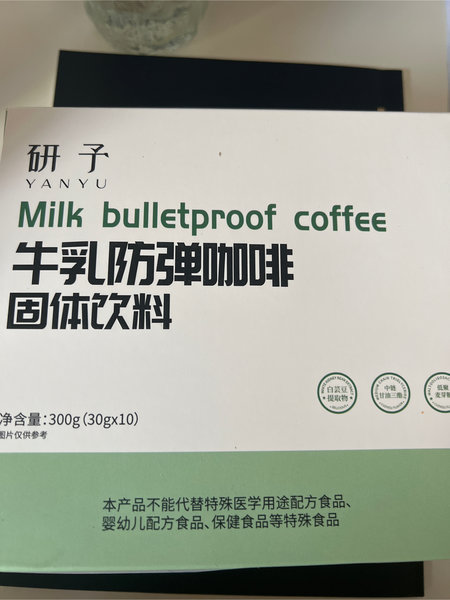 研予
YANYU
Milk bulletproof coffee
牛乳防弹咖啡
固体饮料
白芸豆
提取物
中链
甘油三酯
低聚
麦芽糖
净含量:300g(30gx10)
图片仅供参考
本产品不能代替特殊医学用途配方食品、
婴幼儿配方食品、保健食品等特殊食品